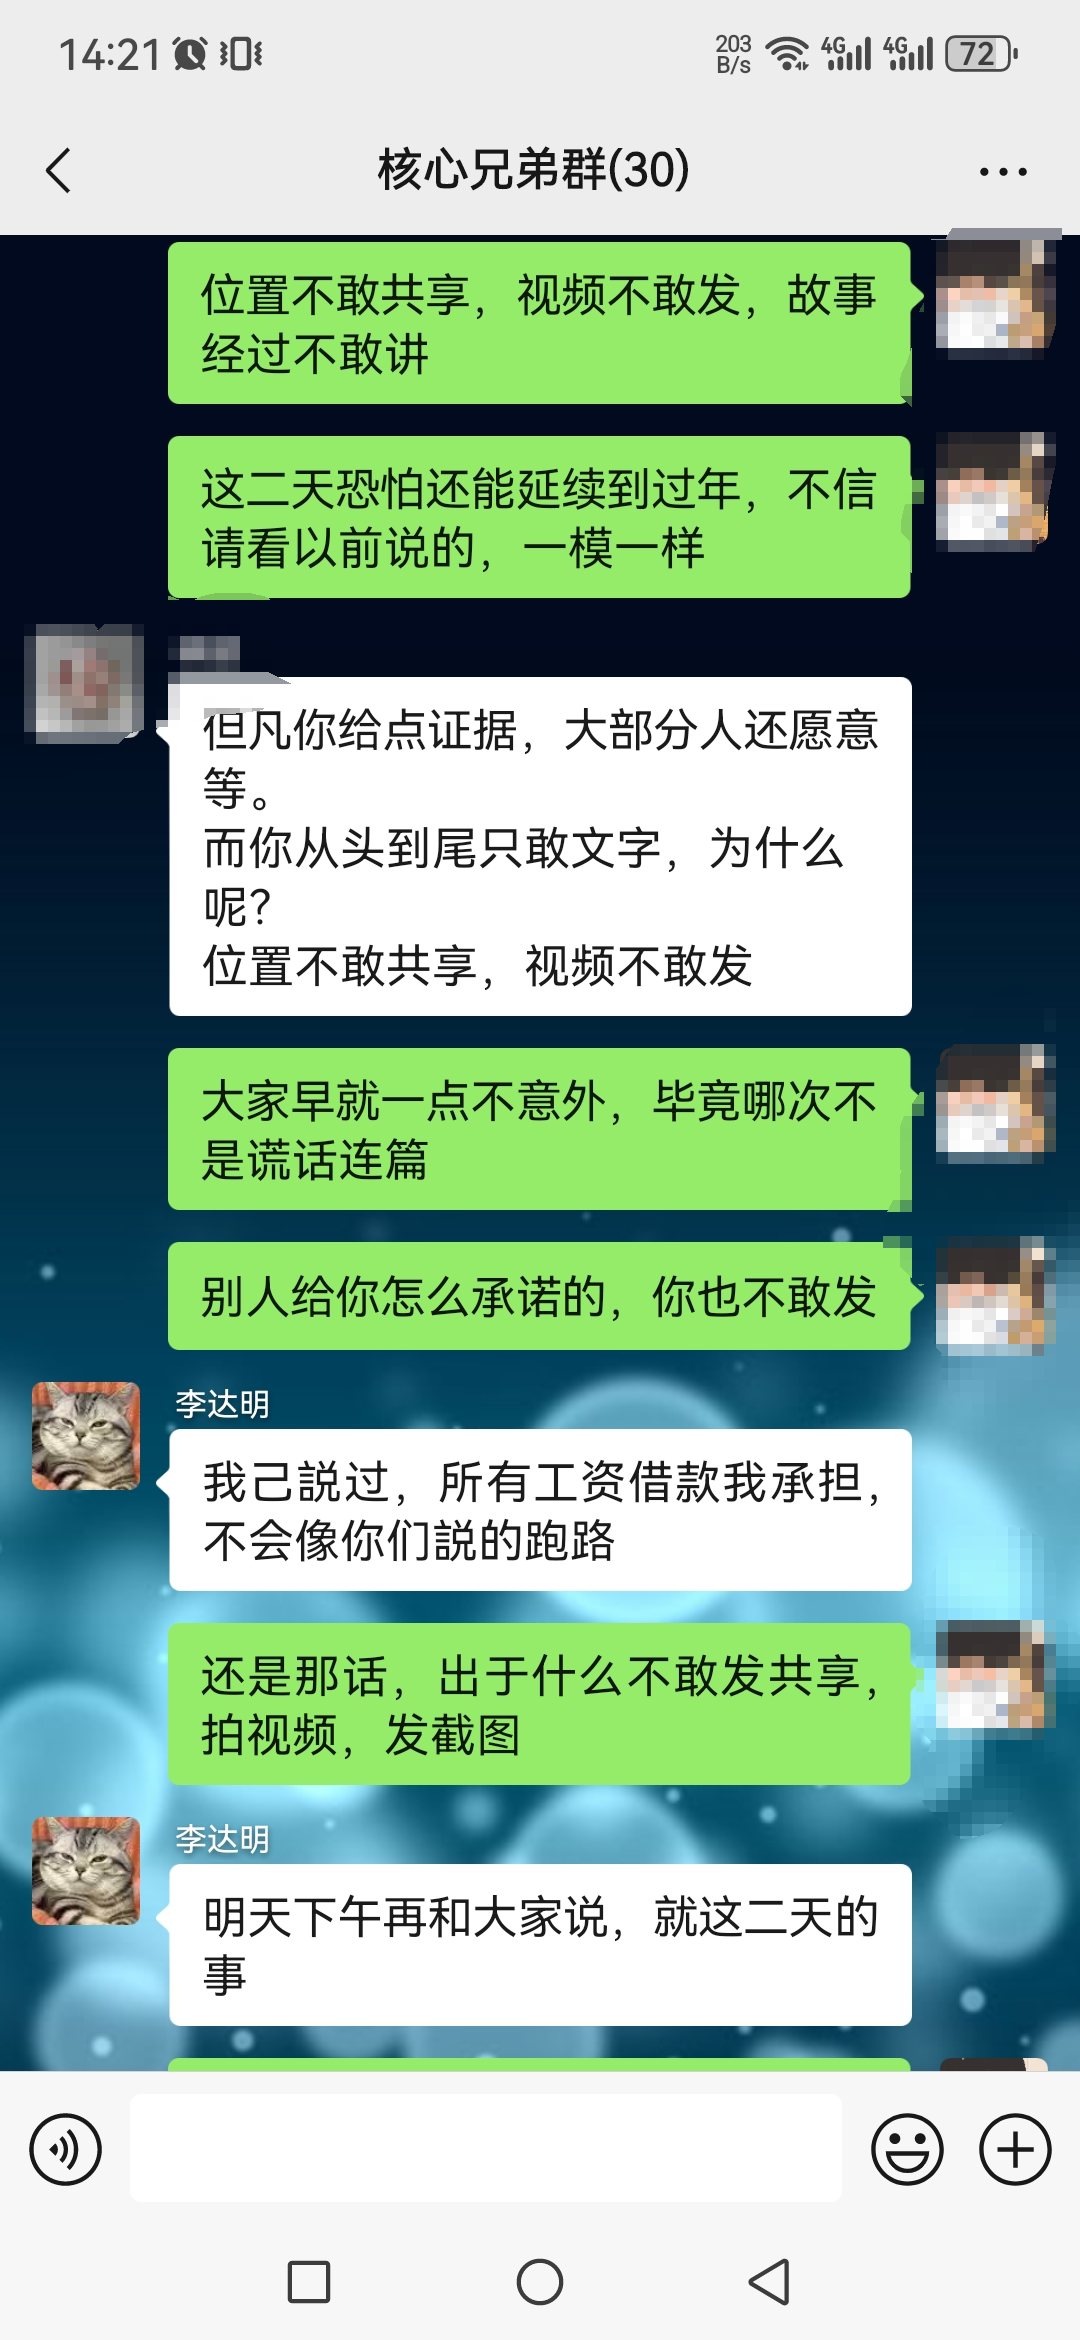 14:21
203
B/s
4G
4G
72
核心兄弟群(30)
位置不敢共享，视频不敢发，故事
经过不敢讲
这二天恐怕还能延续到过年，不信
请看以前说的，一模一样
但凡你给点证据，大部分人还愿意
等。
而你从头到尾只敢文字，为什么
呢？
位置不敢共享，视频不敢发
大家早就一点不意外，毕竟哪次不
是谎话连篇
别人给你怎么承诺的，你也不敢发
李达明
我己説过，所有工资借款我承担，
不会像你们説的跑路
还是那话，出于什么不敢发共享，
拍视频，发截图
李达明
明天下午再和大家说，就这二天的
事